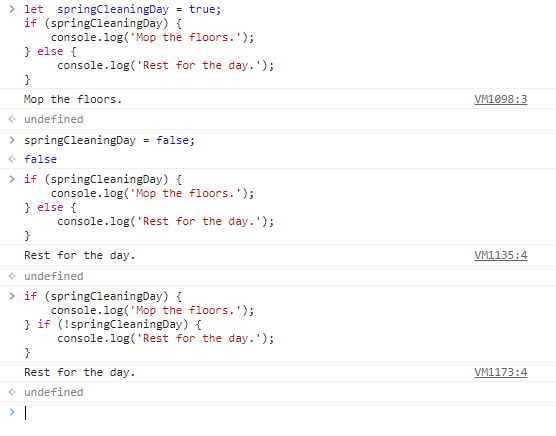 > let  springCleaningDay = true;
if (springCleaningDay) {
    console.log('Mop the floors.');
} else {
     console.log('Rest for the day.');
}
Mop the floors. VM1098:3
undefined
> springCleaningDay = false;
false
> if (springCleaningDay) {
    console.log('Mop the floors.');
} else {
     console.log('Rest for the day.');
}
Rest for the day. VM1135:4
undefined
> if (springCleaningDay) {
    console.log('Mop the floors.');
} if (!springCleaningDay) {
     console.log('Rest for the day.');
}
Rest for the day. VM1173:4
undefined
>